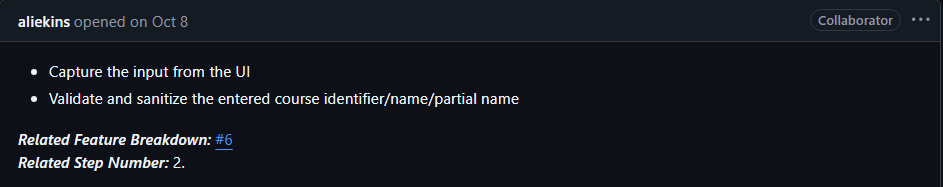 aliekins opened on Oct 8
Collaborator
Capture the input from the UI
Validate and sanitize the entered course identifier/name/partial name
Related Feature Breakdown: #6
Related Step Number: 2.